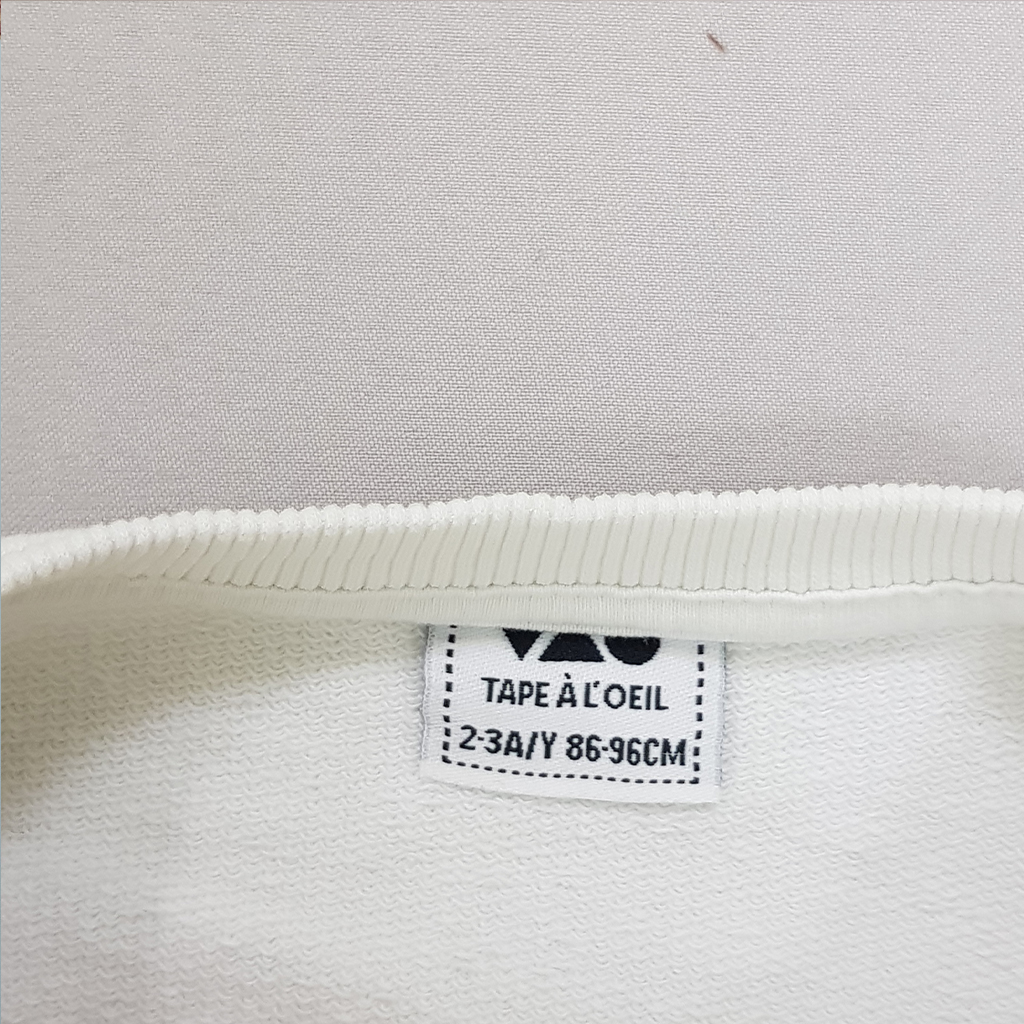 TAPE À L'OEIL
2-3A/Y 86-96CM